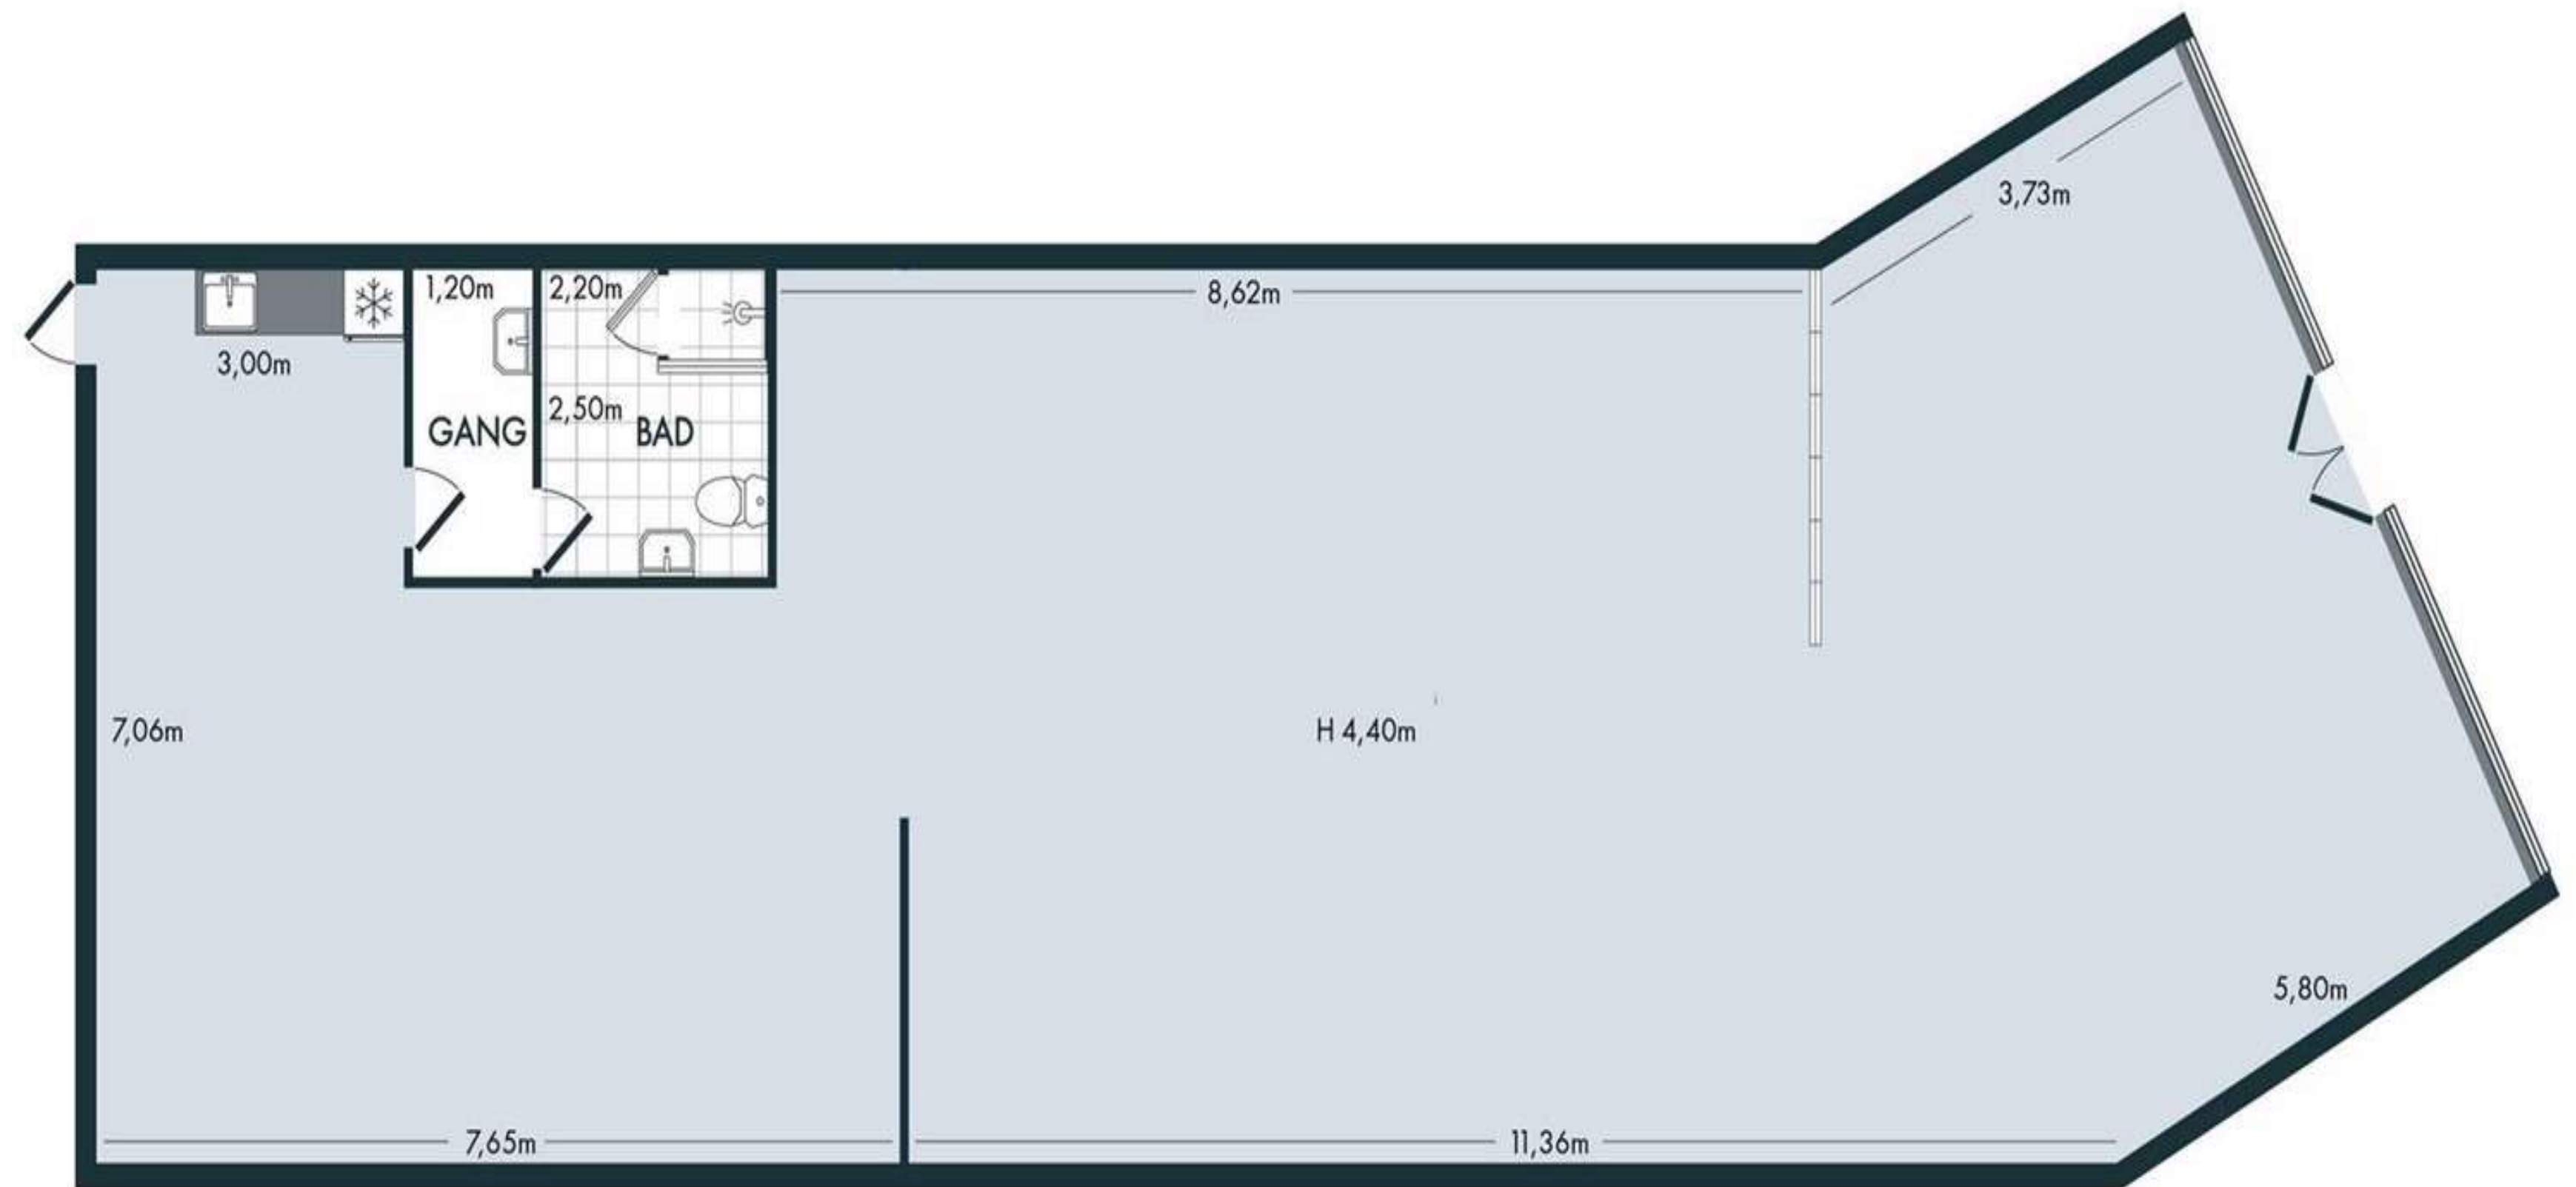 3,73m
1,20m
2,20m
8,62m
3,00m
2,50m
GANG
BAD
7,06m
H 4,40m
5,80m
7,65m
11,36m